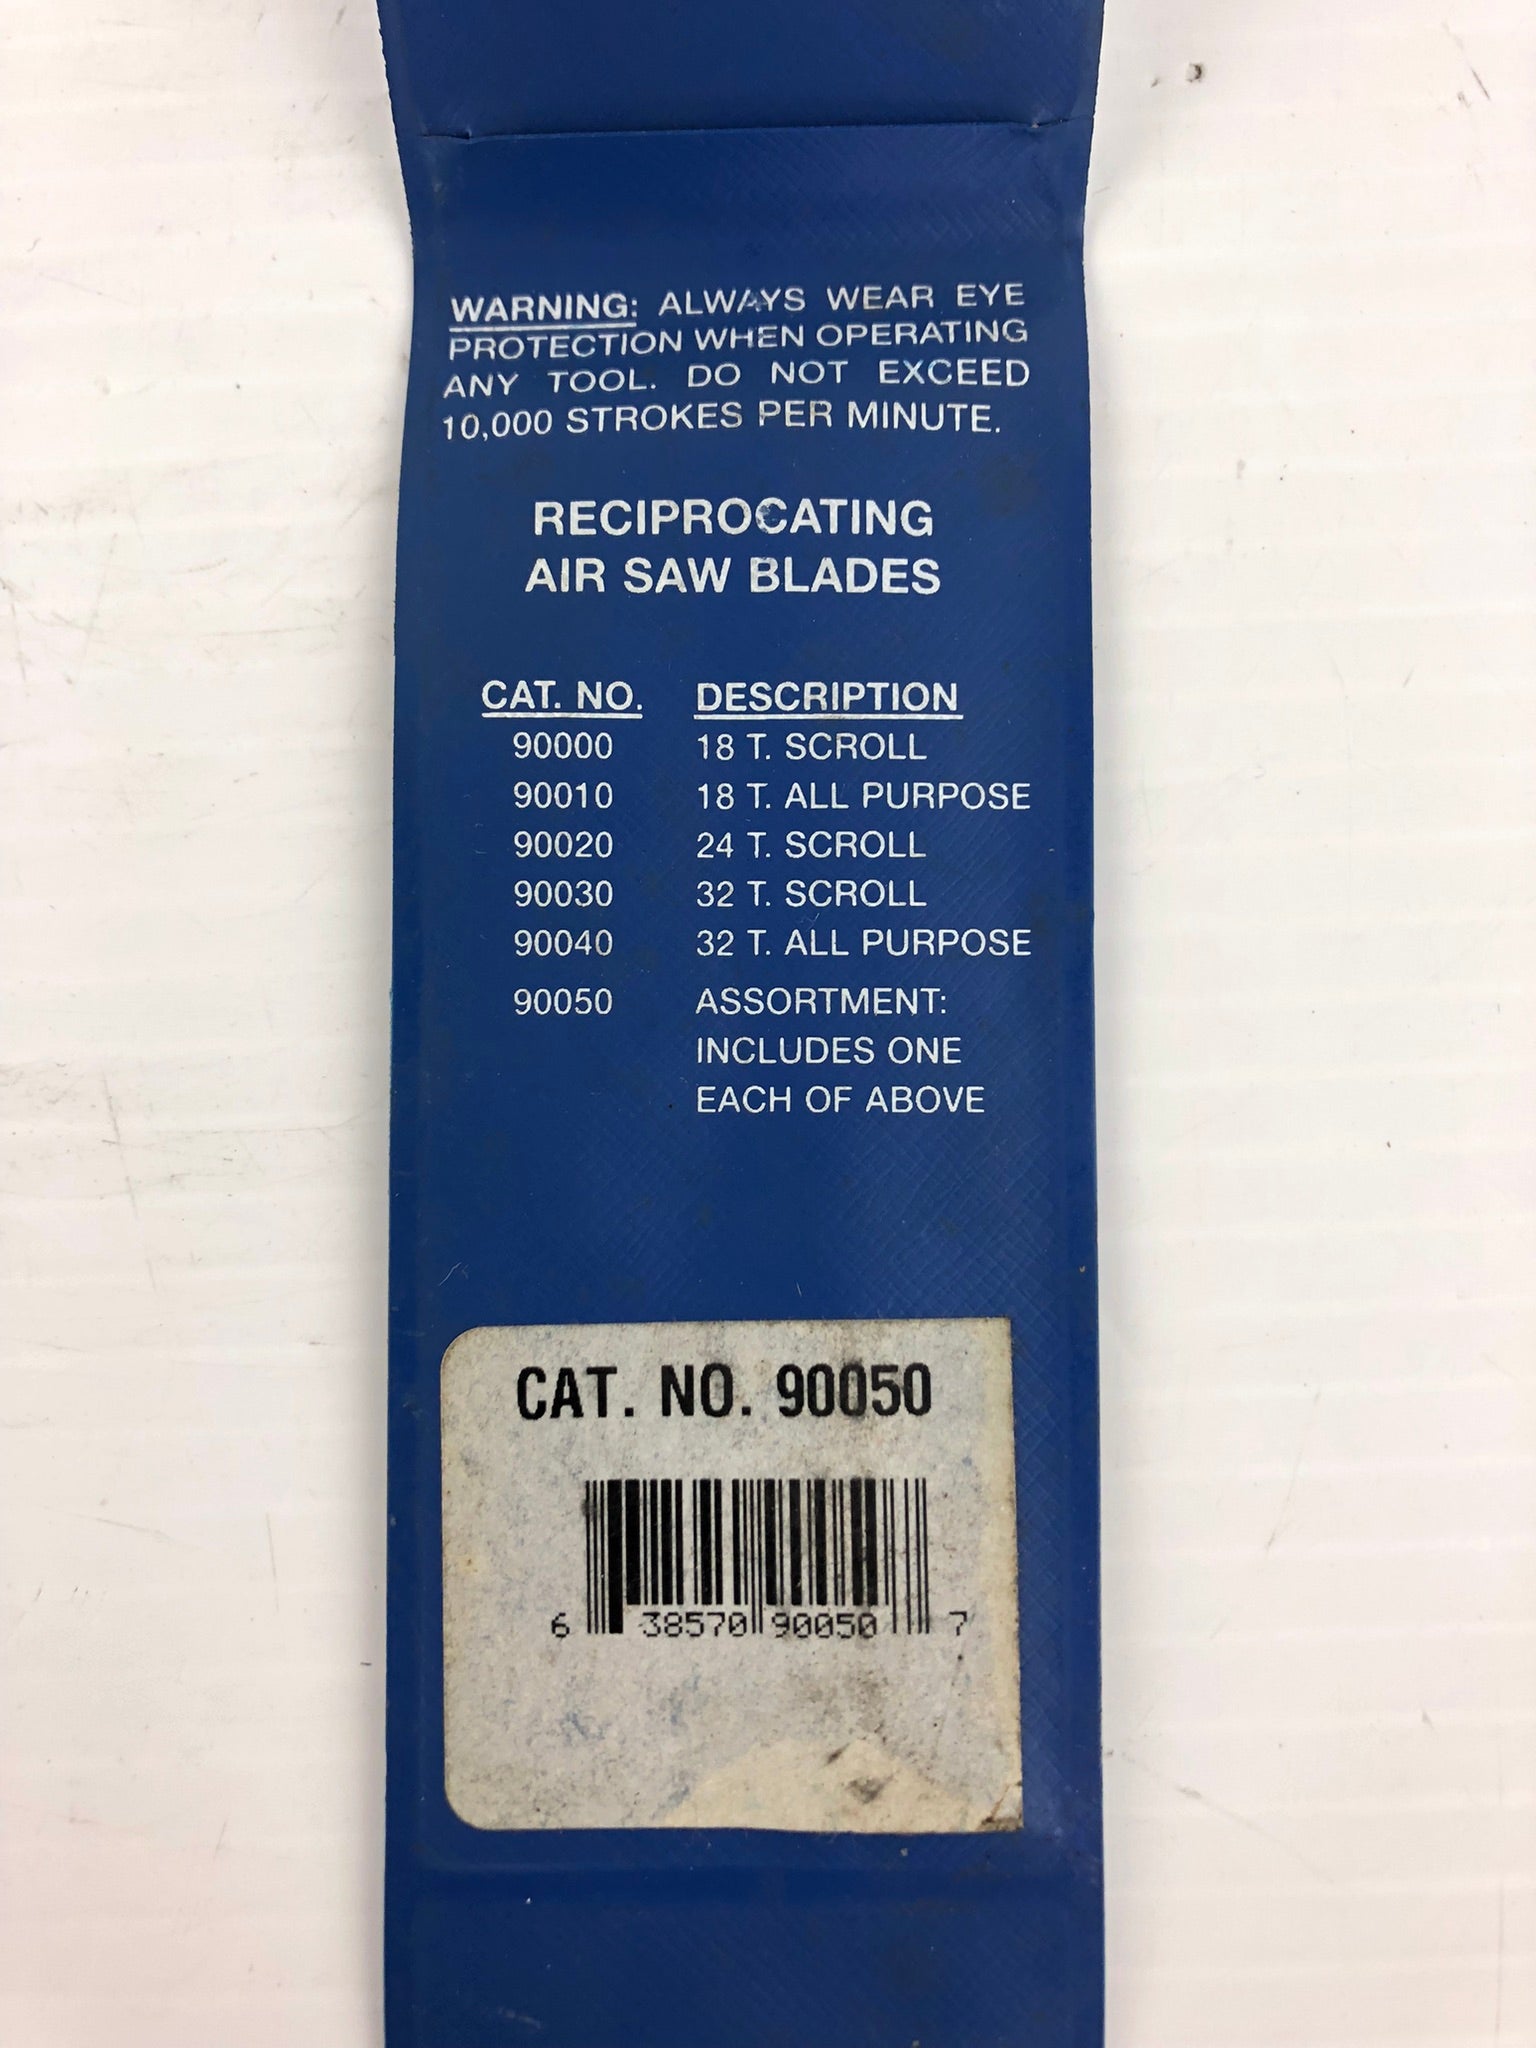 WARNING: ALWAYS WEAR EYE
PROTECTION WHEN OPERATING
ANY TOOL. DO NOT EXCEED
10,000 STROKES PER MINUTE.
RECIPROCATING
AIR SAW BLADES
CAT. NO. DESCRIPTION
90000 18 T. SCROLL
90010 18 T. ALL PURPOSE
90020 24 T. SCROLL
90030 32 T. SCROLL
90040 32 T. ALL PURPOSE
90050 ASSORTMENT:
INCLUDES ONE
EACH OF ABOVE
CAT. NO. 90050
6 38570 90050 7